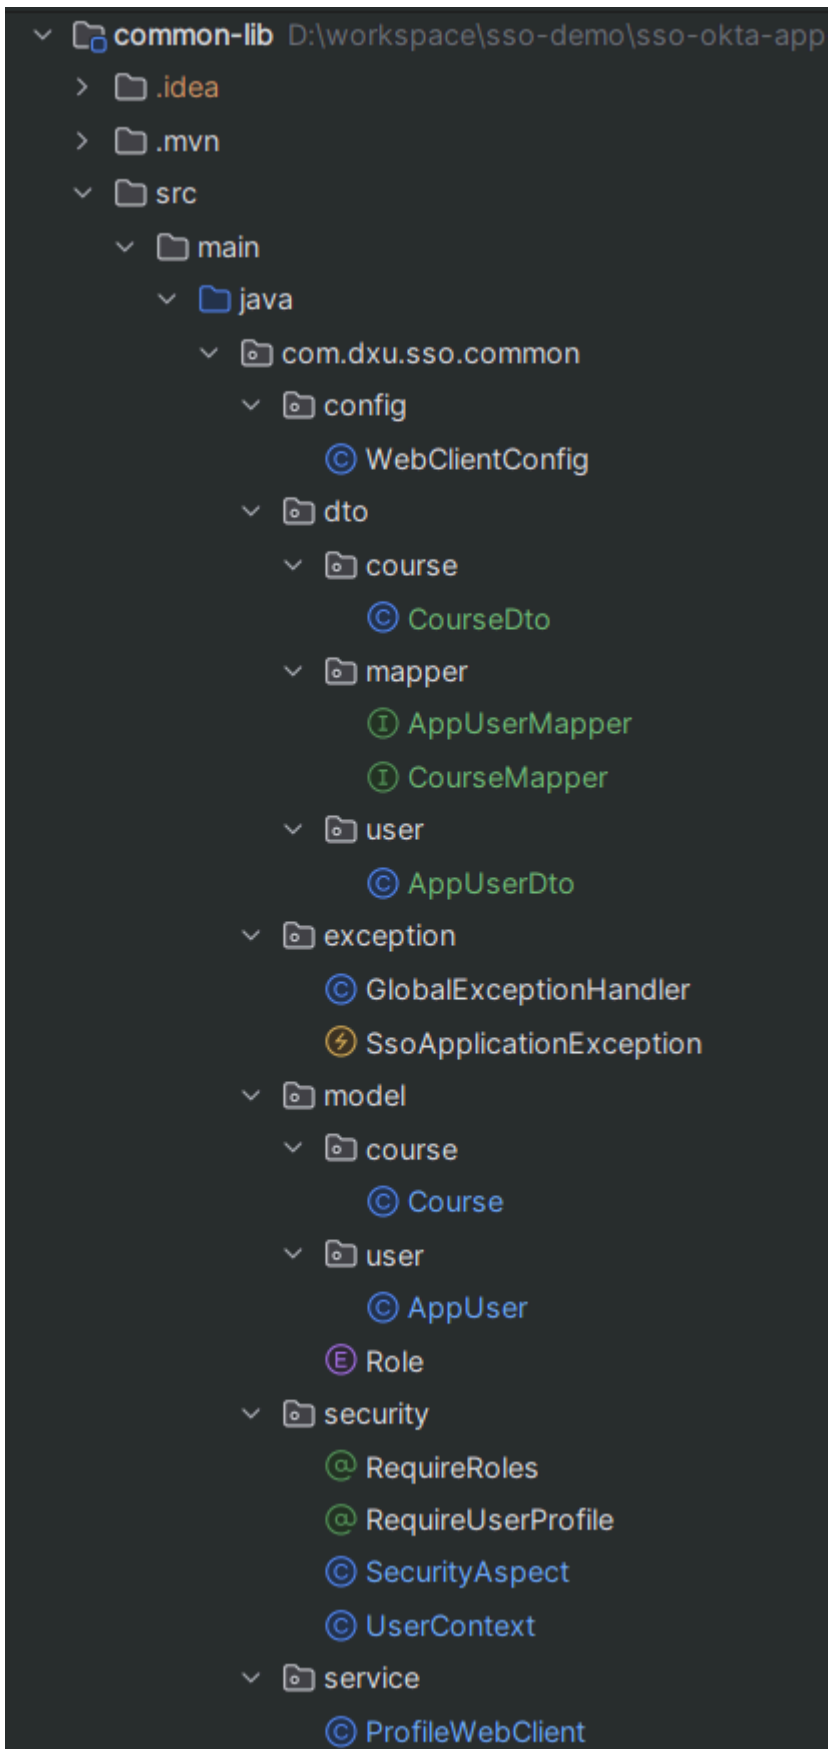 common-lib D:\workspace\sso-demo\sso-okta-app
.idea
.mvn
src
main
java
com.dxu.sso.common
config
WebClientConfig
dto
course
CourseDto
mapper
AppUserMapper
CourseMapper
user
AppUserDto
exception
GlobalExceptionHandler
SsoApplicationException
model
course
Course
user
AppUser
Role
security
RequireRoles
RequireUserProfile
SecurityAspect
UserContext
service
ProfileWebClient